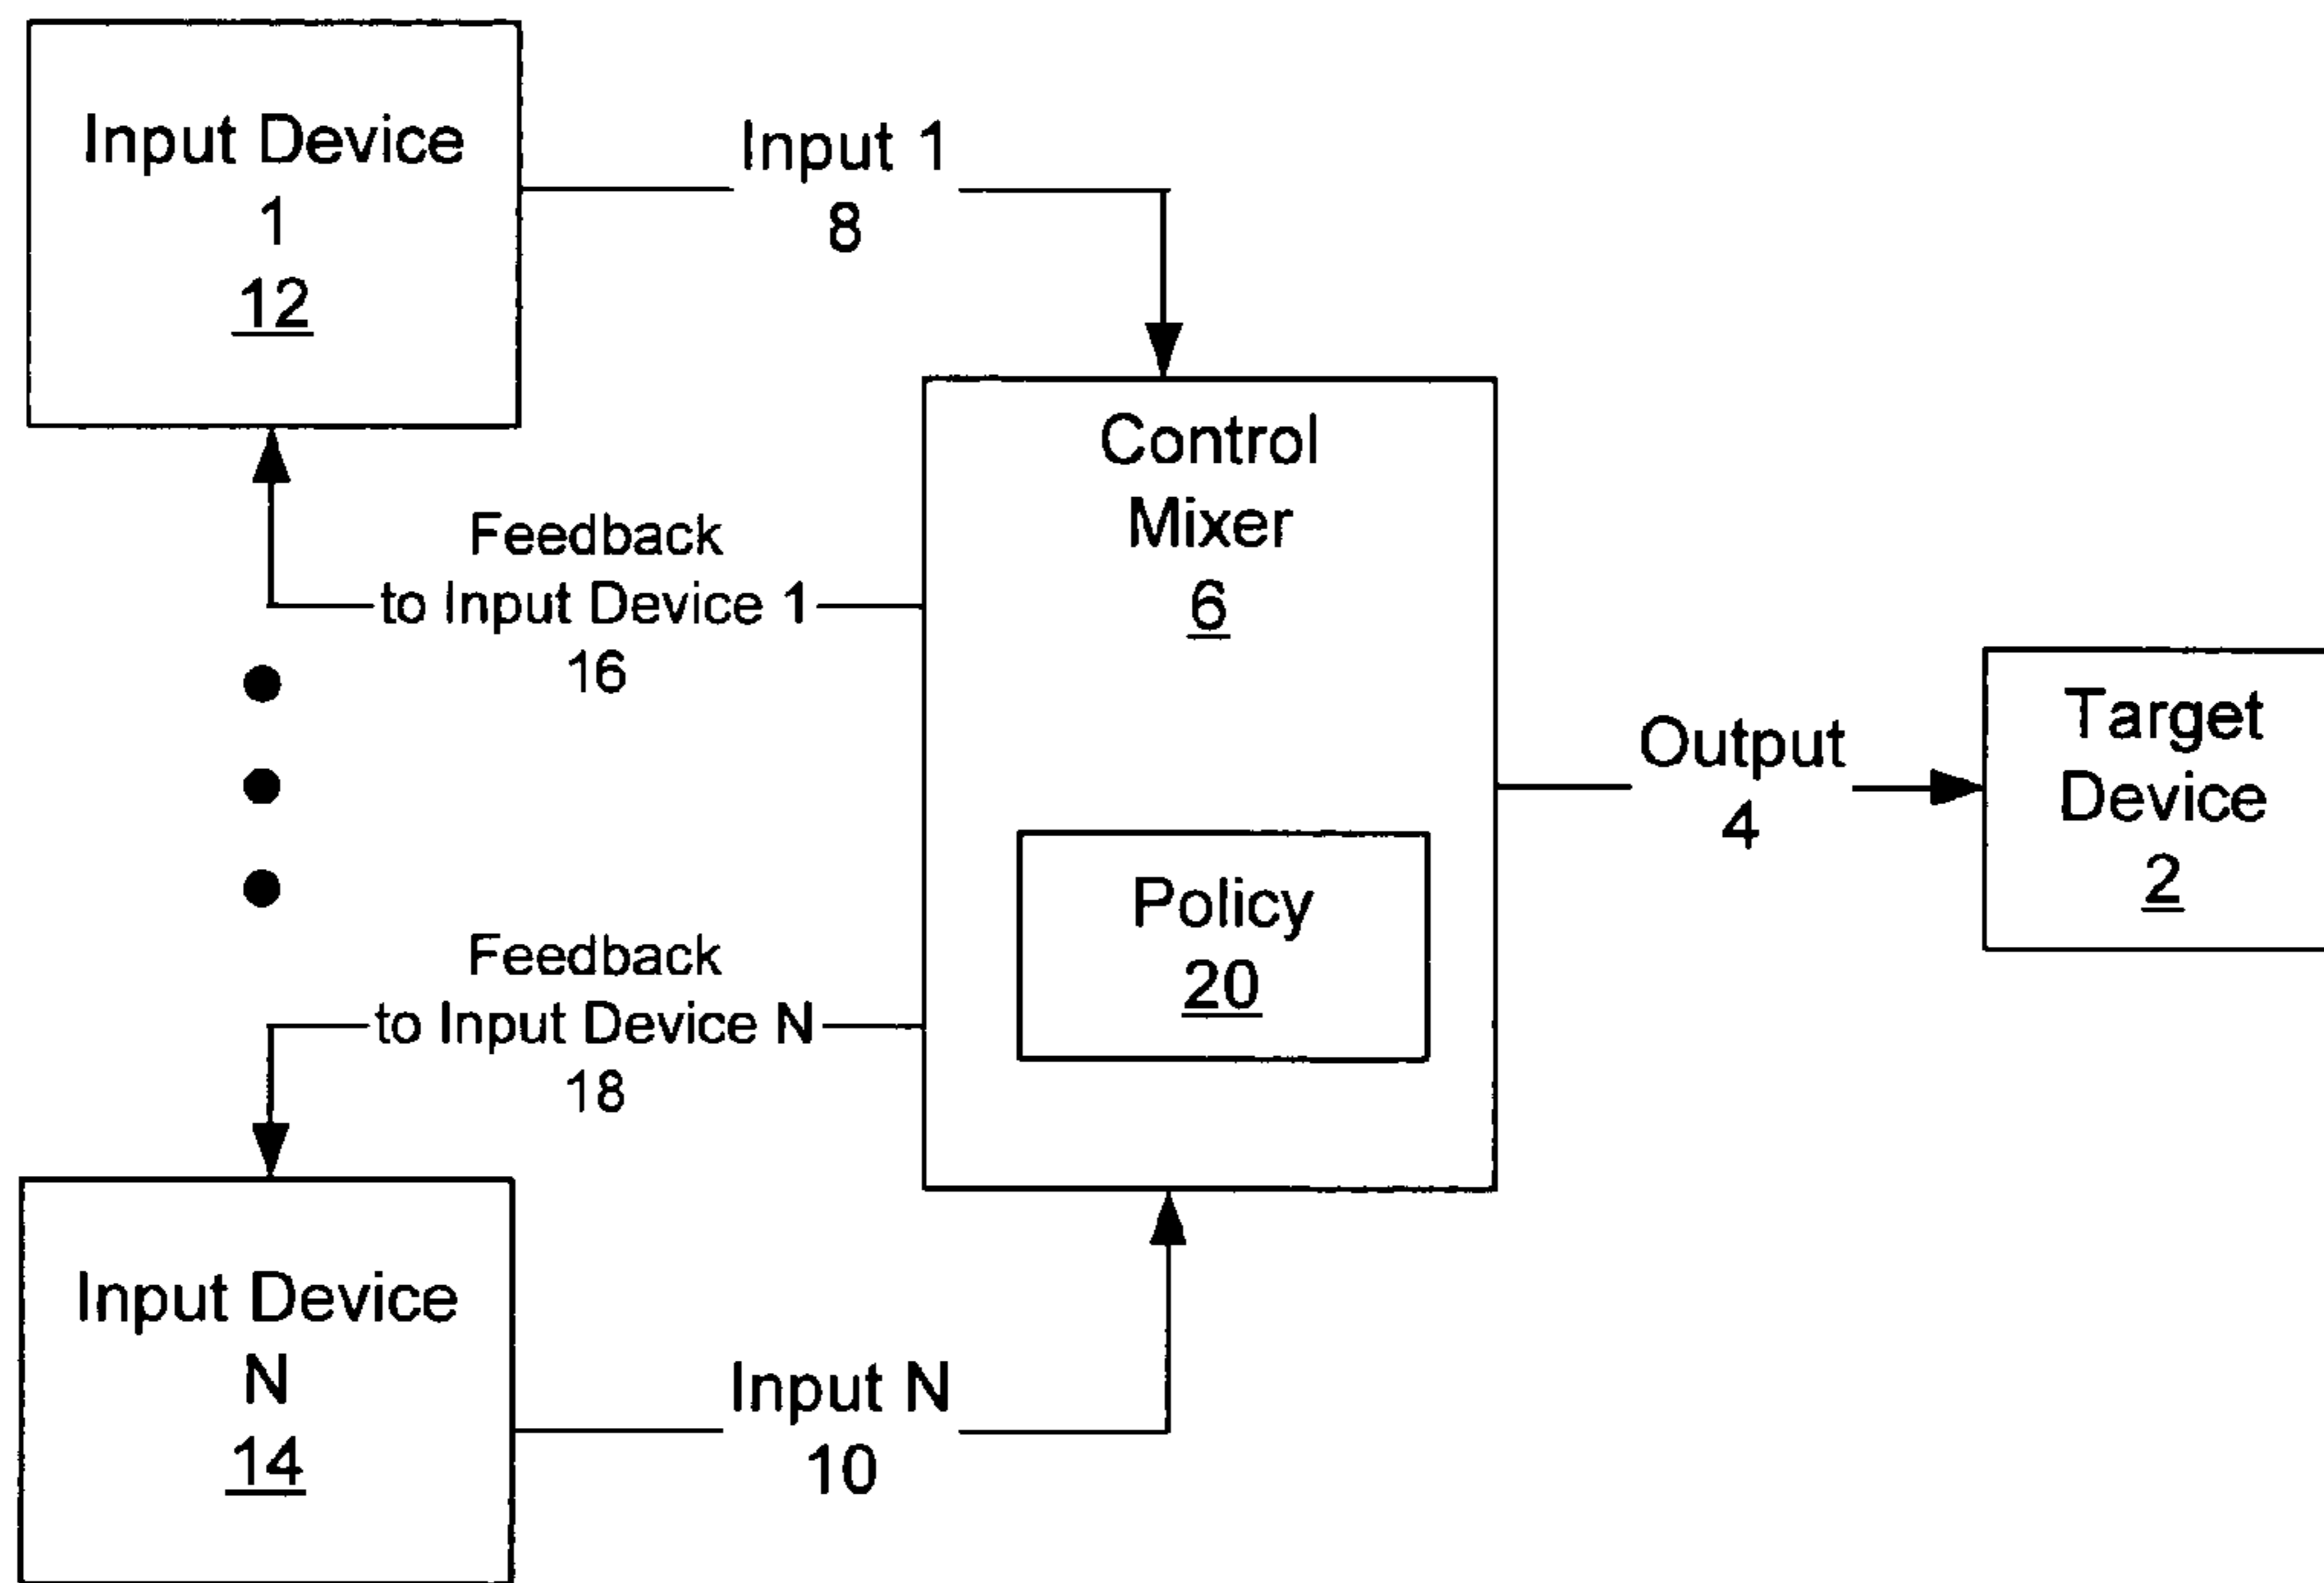 Input Device
1
12
Input 1
8
Feedback
to Input Device 1
16
Control
Mixer
6
Policy
20
Output
4
Target
Device
2
Feedback
to Input Device N
18
Input Device
N
14
Input N
10